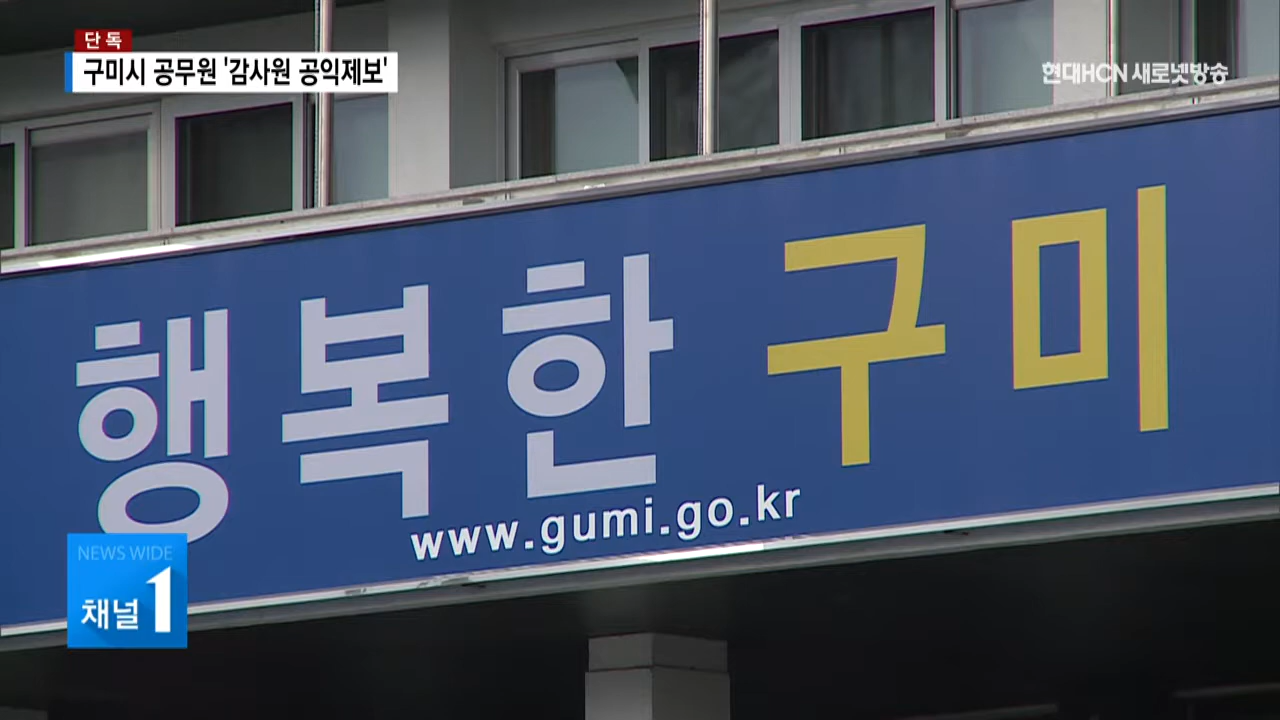 단독
구미시 공무원 '감사원 공익제보'
현대HCN 새로넷방송
행복한 구미
www.gumi.go.kr
NEWS WIDE
채널1